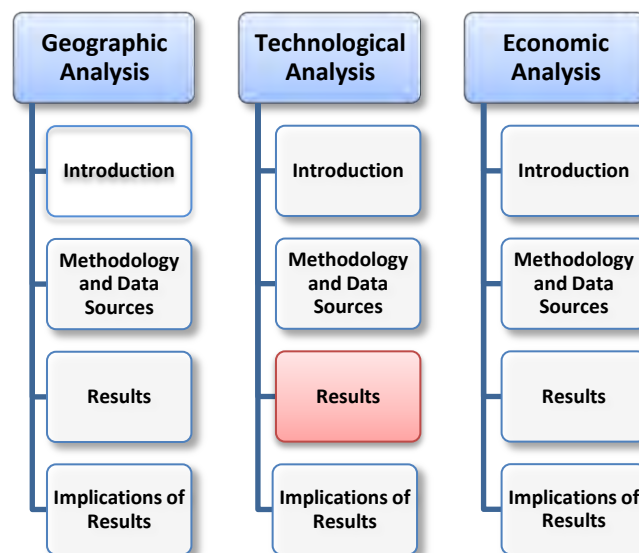 Geographic
Analysis
Introduction
Methodology
and Data
Sources
Results
Implications of
Results
Technological
Analysis
Introduction
Methodology
and Data
Sources
Results
Implications of
Results
Economic
Analysis
Introduction
Methodology
and Data
Sources
Results
Implications of
Results